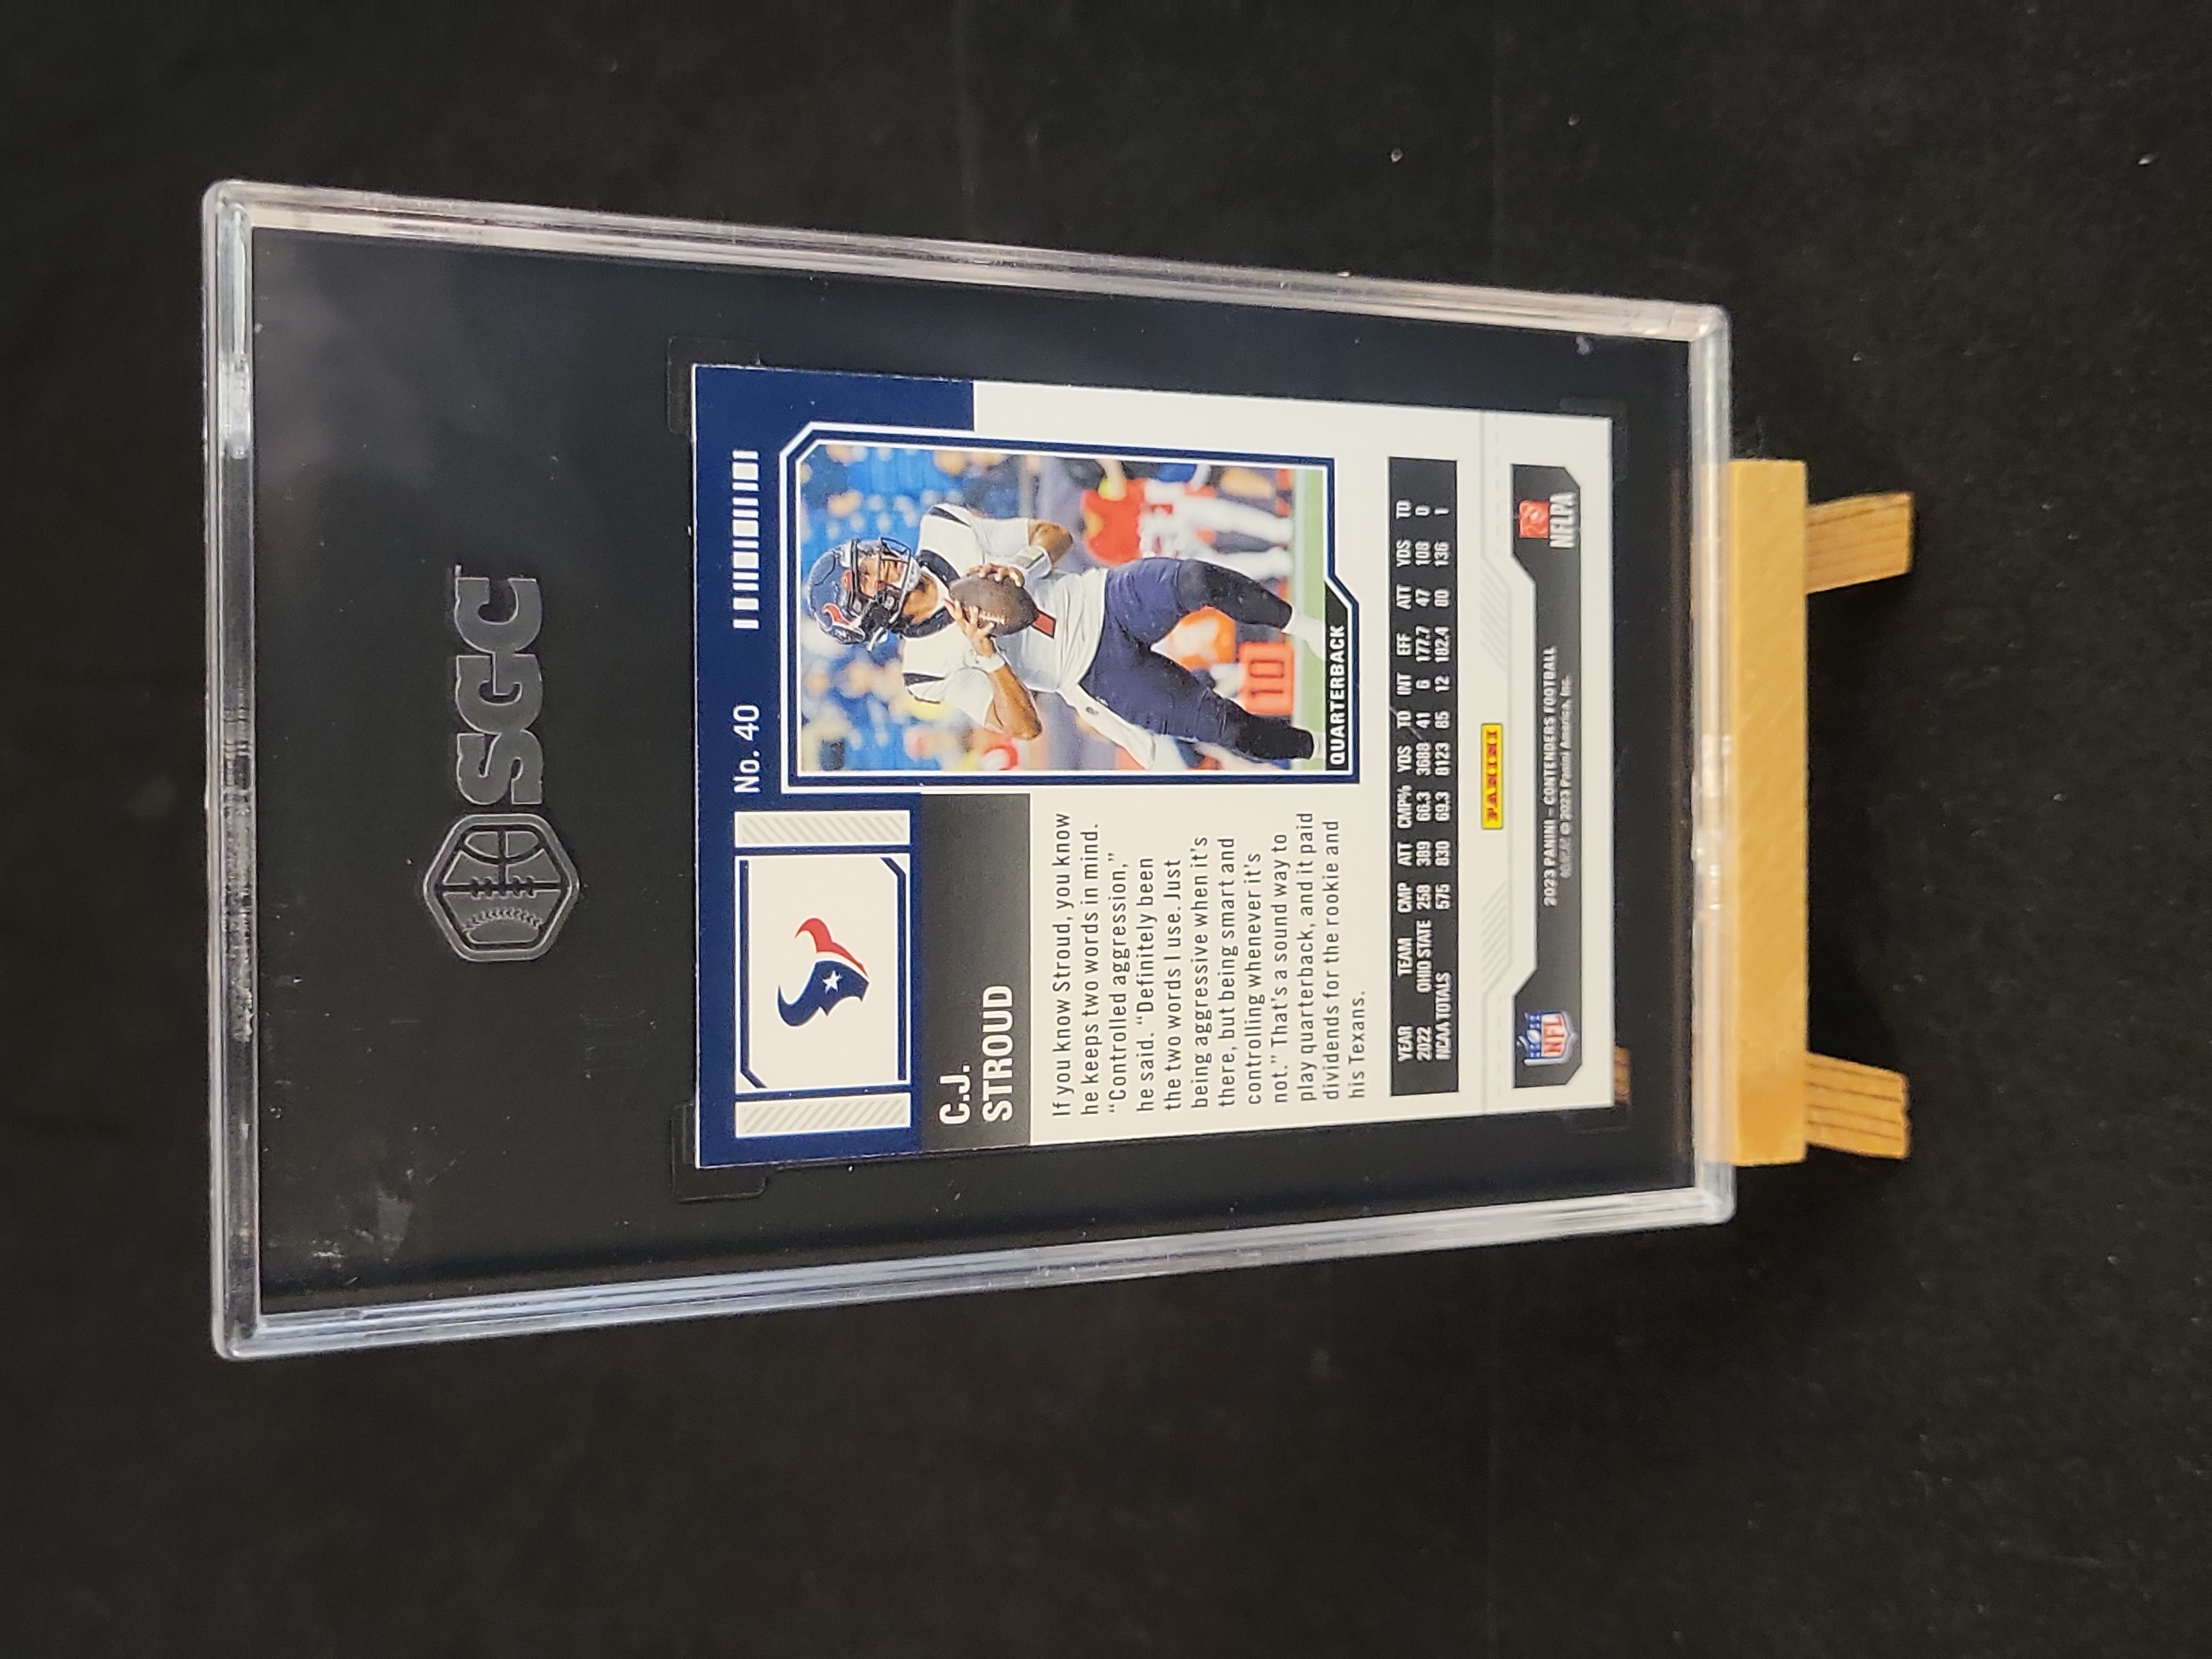 SGC
No. 40
C.J.
STROUD
If you know Stroud, you know
he keeps two words in mind.
“Controlled aggression,”
he said. “Definitely been
the two words I use. Just
being aggressive when it's
there, but being smart and
controlling whenever it's
not.” That's a sound way to
play quarterback, and it paid
dividends for the rookie and
his Texans.
10
QUARTERBACK
YEAR TEAM CMP ATT CMP% YDS TD INT EFF ATT YDS TD
2022 OHIO STATE 258 389 66.3 3688 41 6 177.7 47 108 0
NCAA TOTALS 575 830 69.3 8123 85 12 182.4 80 136 1
PANINI
NFL
2023 PANINI – CONTENDERS FOOTBALL
© 2023 Panini America, Inc.
NFLPA